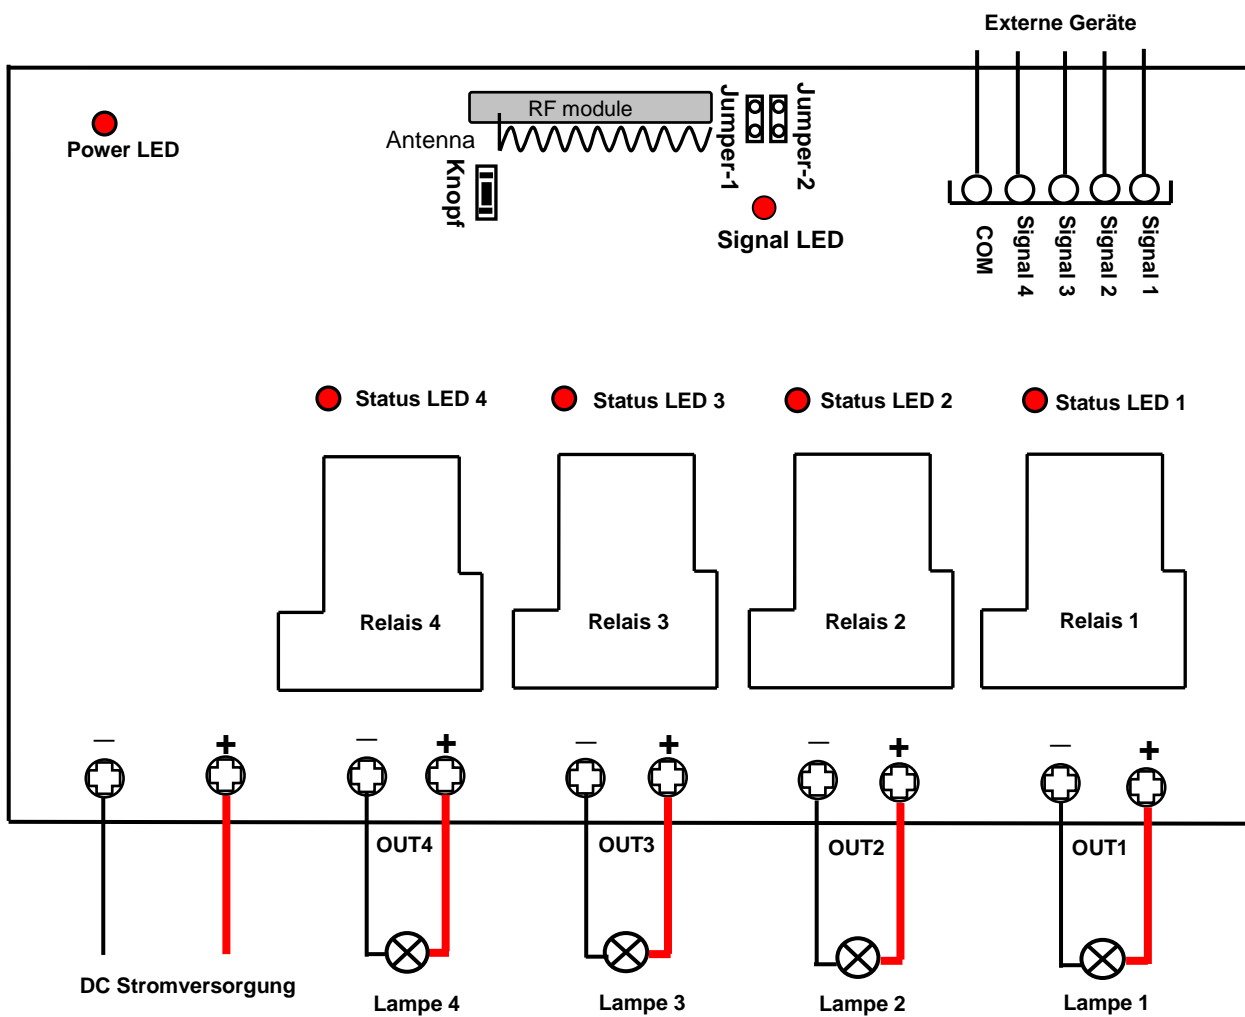 Externe Geräte
RF module
Antenna
Power LED
Knopf
Jumper-1
Jumper-2
Signal LED
COM
Signal 4
Signal 3
Signal 2
Signal 1
Status LED 4
Status LED 3
Status LED 2
Status LED 1
Relais 4
Relais 3
Relais 2
Relais 1
— +
— +
— +
— +
— +
OUT4
OUT3
OUT2
OUT1
DC Stromversorgung
Lampe 4
Lampe 3
Lampe 2
Lampe 1